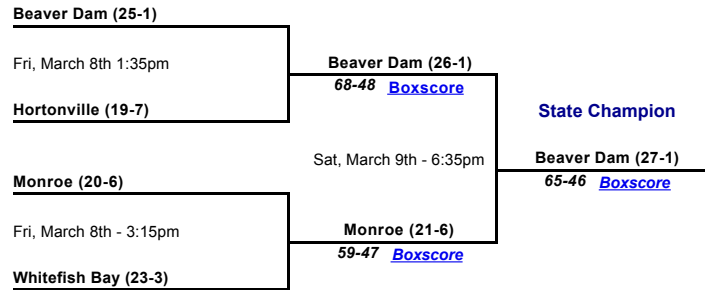 Beaver Dam (25-1)
Fri, March 8th 1:35pm
Hortonville (19-7)
Beaver Dam (26-1)
68-48 Boxscore
Monroe (20-6)
Fri, March 8th - 3:15pm
Whitefish Bay (23-3)
Monroe (21-6)
59-47 Boxscore
Sat, March 9th - 6:35pm
State Champion
Beaver Dam (27-1)
65-46 Boxscore